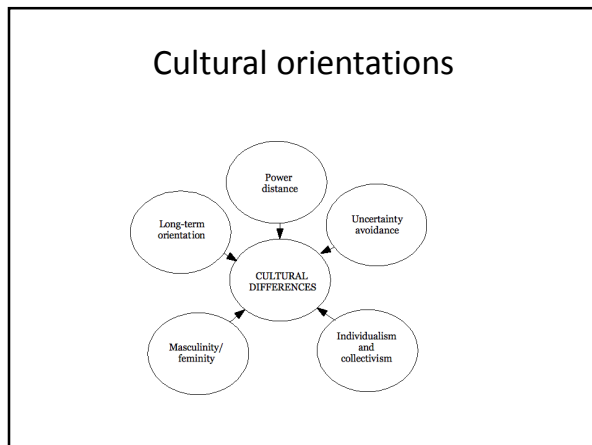 Cultural orientations
Power
distance
Long-term
orientation
Uncertainty
avoidance
CULTURAL
DIFFERENCES
Masculinity/
feminity
Individualism
and
collectivism